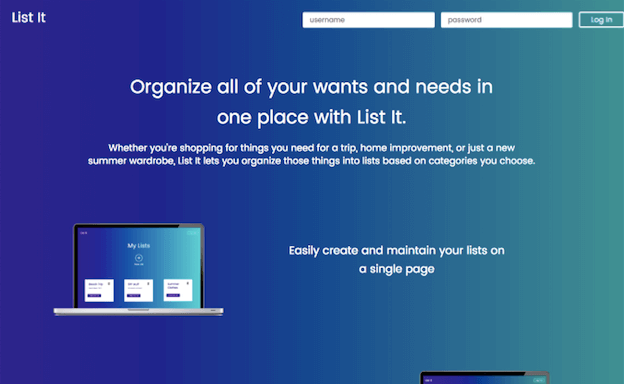 List It
username
password
Log In
Organize all of your wants and needs in
one place with List It.
Whether you're shopping for things you need for a trip, home improvement, or just a new
summer wardrobe, List It lets you organize those things into lists based on categories you choose.
My Lists
Easily create and maintain your lists on
a single page